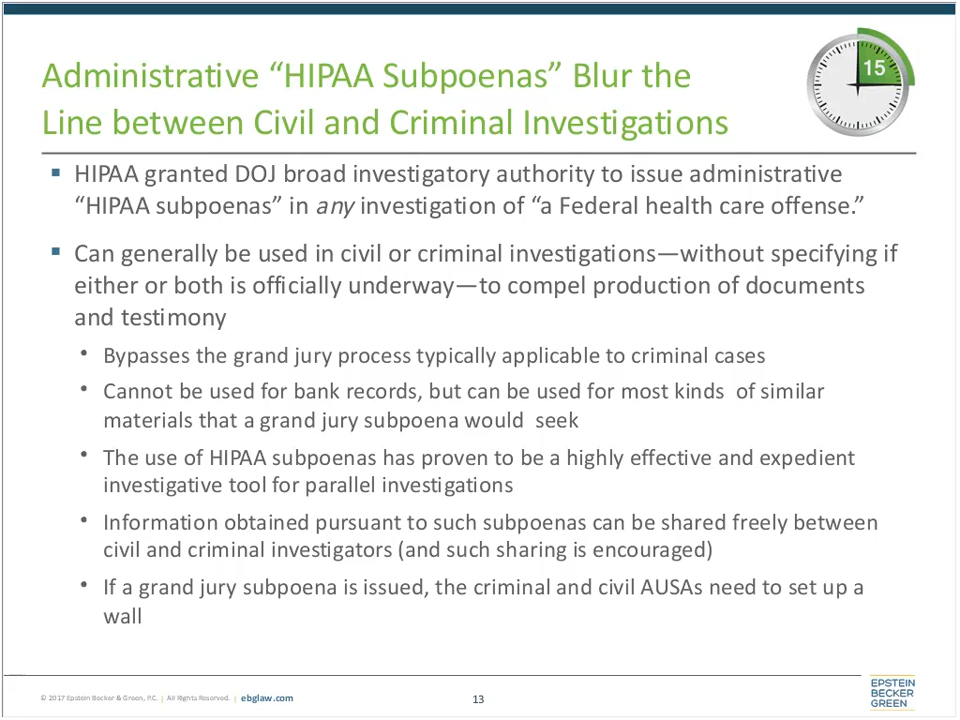 Administrative “HIPAA Subpoenas” Blur the
Line between Civil and Criminal Investigations
15
▪ HIPAA granted DOJ broad investigatory authority to issue administrative
“HIPAA subpoenas” in any investigation of “a Federal health care offense.”
▪ Can generally be used in civil or criminal investigations—without specifying if
either or both is officially underway—to compel production of documents
and testimony
• Bypasses the grand jury process typically applicable to criminal cases
• Cannot be used for bank records, but can be used for most kinds of similar
materials that a grand jury subpoena would seek
• The use of HIPAA subpoenas has proven to be a highly effective and expedient
investigative tool for parallel investigations
• Information obtained pursuant to such subpoenas can be shared freely between
civil and criminal investigators (and such sharing is encouraged)
• If a grand jury subpoena is issued, the criminal and civil AUSAs need to set up a
wall
© 2017 Epstein Becker & Green, P.C. | All Rights Reserved. | ebglaw.com
13
EPSTEIN
BECKER
GREEN